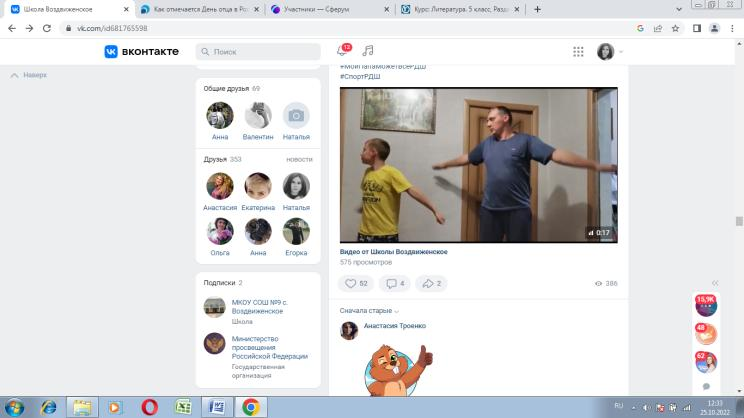 Школа Воздвиженское
Как отмечается День отца в Рос
Участники — Сферум
Курс: Литература. 5 класс, Разд
vk.com/id681765598
ВКОНТАКТЕ
Поиск
12
Наверх
#МойПапаМожетВсёРДШ
#СпортРДШ
Общие друзья 69
Анна Валентин Наталья
Друзья 353 новости
Анастасия Екатерина Наталья
Ольга Анна Егорка
0:17
Видео от Школы Воздвиженское
575 просмотров
52 4 2 386
Подписки 2
МКОУ СОШ №9 с.
Воздвиженское
Школа
Министерство
просвещения
Российской Федерации
Государственная
организация
Сначала старые
Анастасия Троенко
15,9K
48
62
RU
12:33
25.10.2022